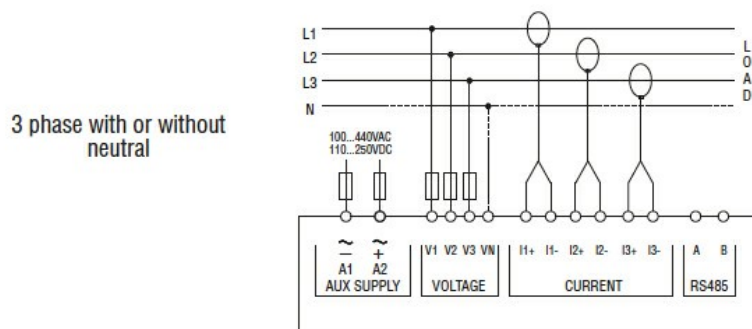 3 phase with or without
neutral
L1
L2
L3
N
LOAD
100...440VAC
110...250VDC
~ ~
– +
A1 A2
AUX SUPPLY
V1 V2 V3 VN
VOLTAGE
I1+ I1- I2+ I2- I3+ I3-
CURRENT
A B
RS485